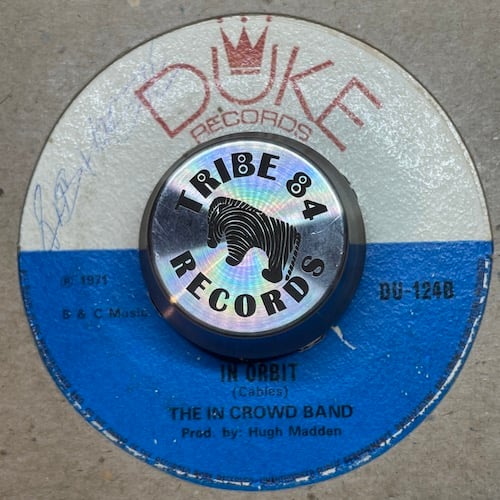 DUKE
RECORDS
TRIBE 84
RECORDS
℗ 1971
B & C Music
DU-124B
IN ORBIT
(Cables)
THE IN CROWD BAND
Prod. by: Hugh Madden